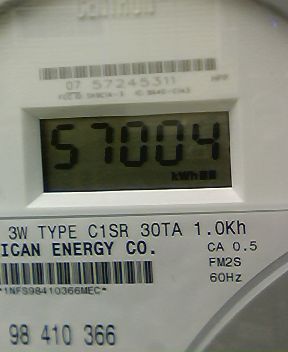 Centron
07 57245311
57004
kWh
3W TYPE C1SR 30TA 1.0Kh
ICAN ENERGY CO.
CA 0.5
FM2S
60Hz
*1NFS98410366MEC*
98 410 366